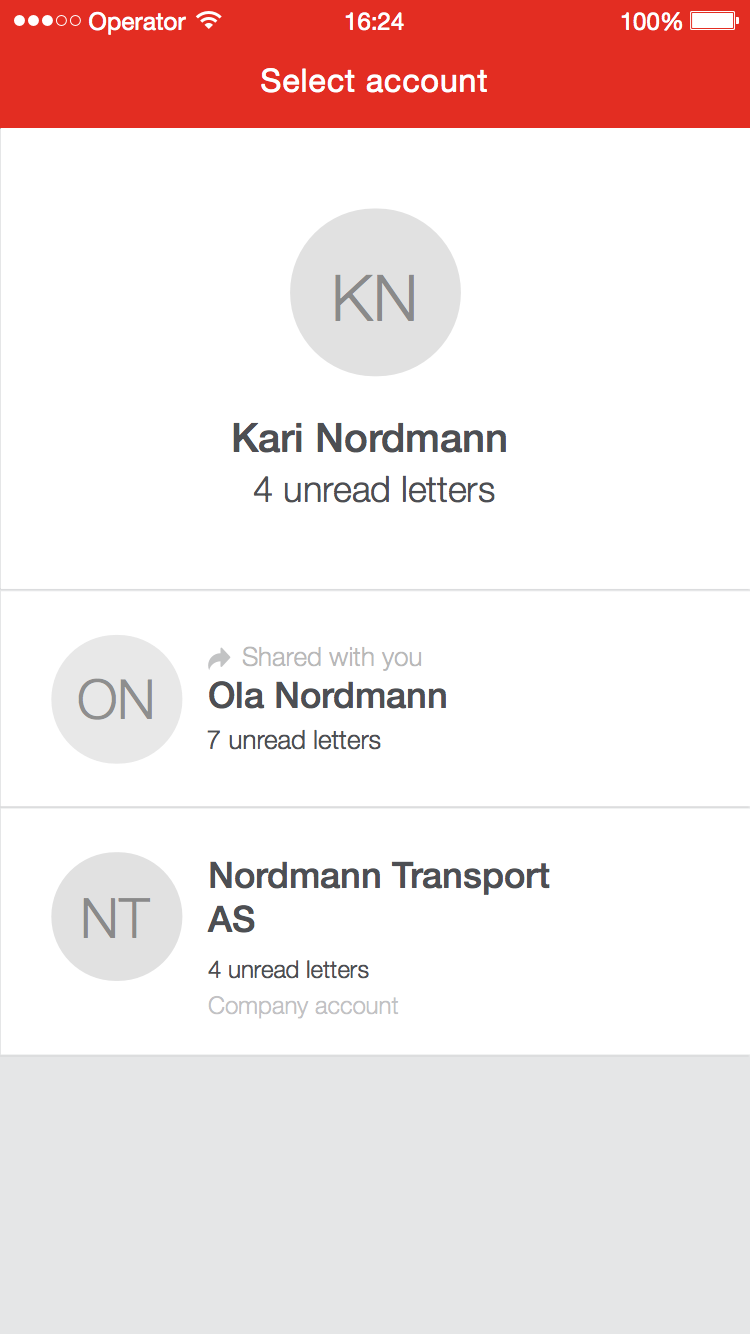 Operator 16:24 100%
Select account
KN
Kari Nordmann
4 unread letters
ON
Shared with you
Ola Nordmann
7 unread letters
NT
Nordmann Transport
AS
4 unread letters
Company account